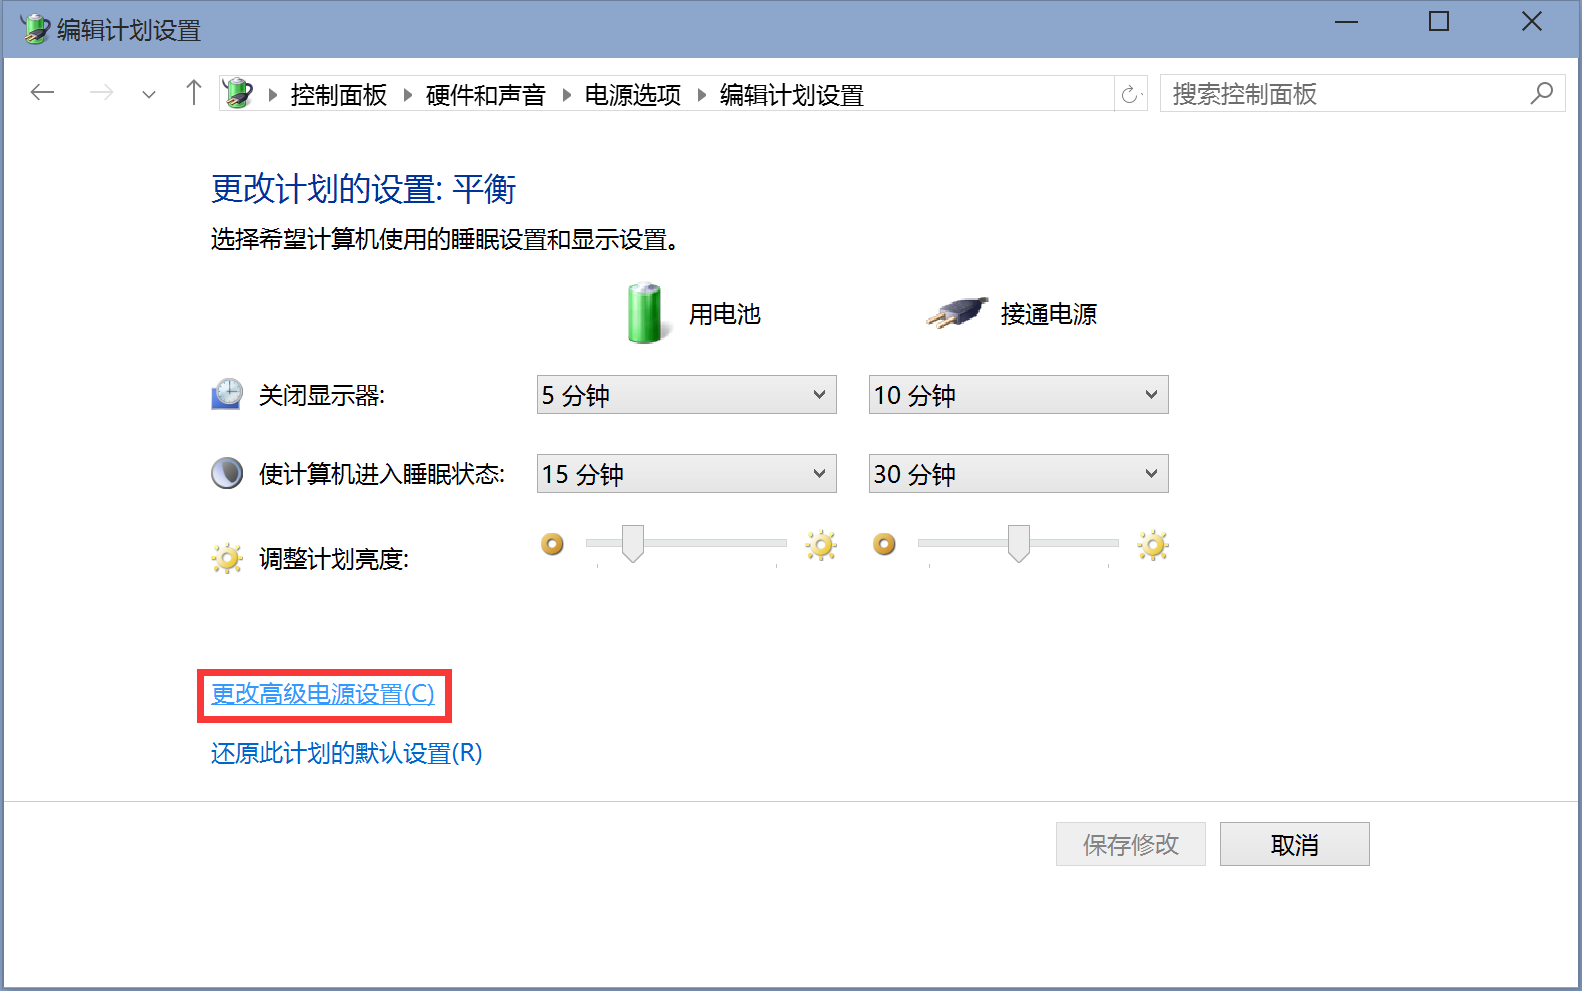 编辑计划设置
控制面板 硬件和声音 电源选项 编辑计划设置 搜索控制面板
更改计划的设置: 平衡
选择希望计算机使用的睡眠设置和显示设置。
用电池 接通电源
关闭显示器: 5 分钟 10 分钟
使计算机进入睡眠状态: 15 分钟 30 分钟
调整计划亮度:
更改高级电源设置(C)
还原此计划的默认设置(R)
保存修改 取消